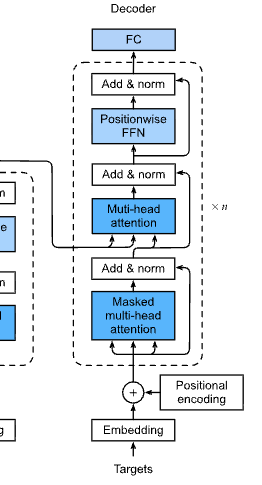 Decoder
FC
Add & norm
Positionwise
FFN
Add & norm
Muti-head
attention
× n
Add & norm
Masked
multi-head
attention
+
Positional
encoding
Embedding
Targets